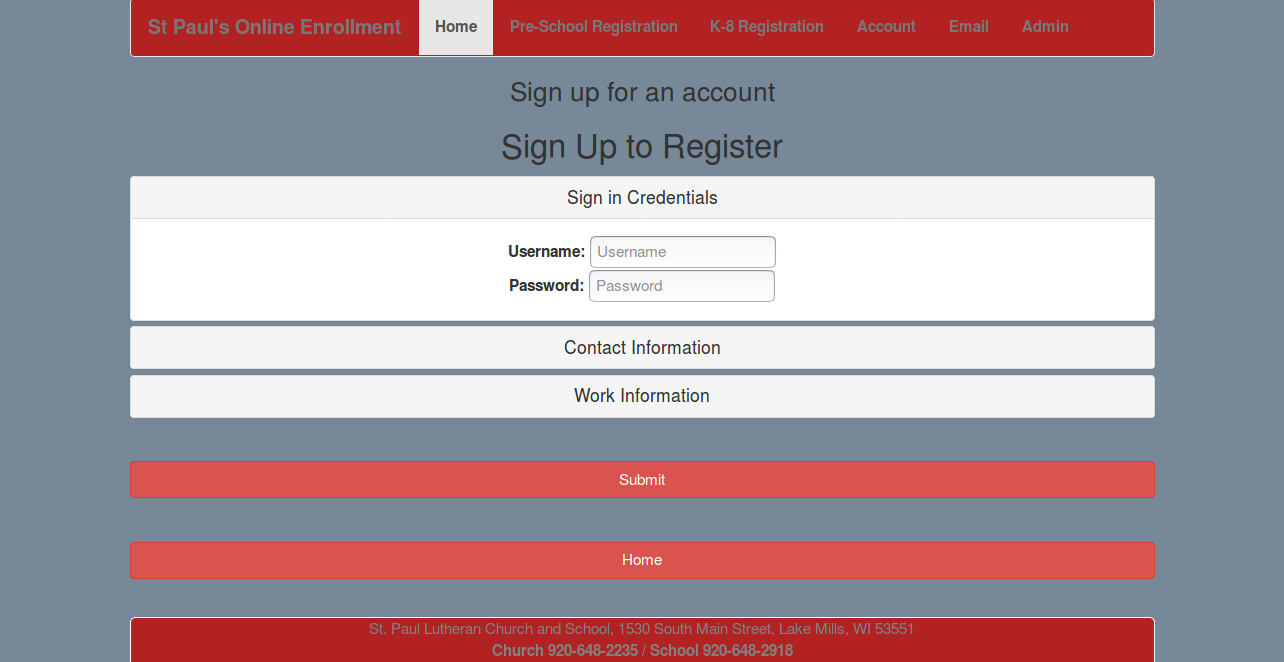 St Paul's Online Enrollment Home Pre-School Registration K-8 Registration Account Email Admin
Sign up for an account
Sign Up to Register
Sign in Credentials
Username: Username
Password: Password
Contact Information
Work Information
Submit
Home
St. Paul Lutheran Church and School, 1530 South Main Street, Lake Mills, WI 53551
Church 920-648-2235 / School 920-648-2918